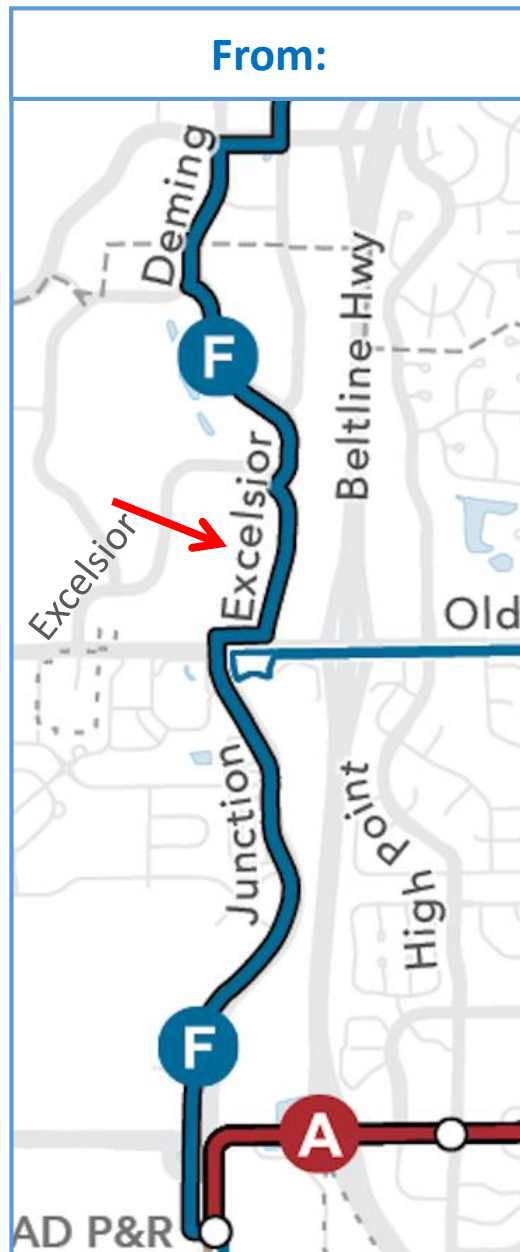 From:
Deming
F
Beltline Hwy
Excelsior
Excelsior
Old
Junction
High Point
F
A
AD P&R